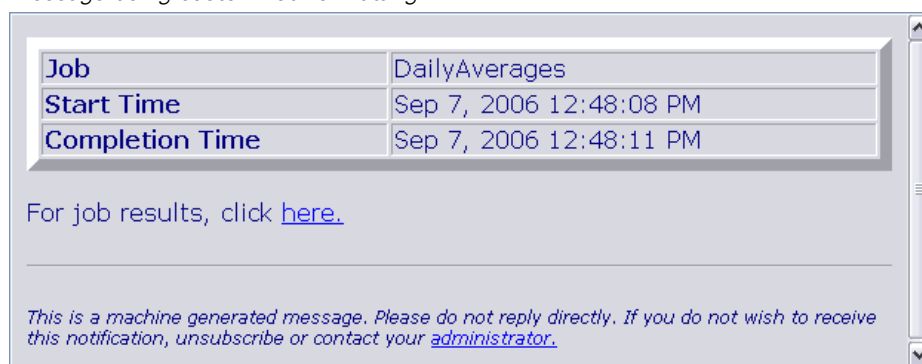 Job DailyAverages
Start Time Sep 7, 2006 12:48:08 PM
Completion Time Sep 7, 2006 12:48:11 PM
For job results, click here.
This is a machine generated message. Please do not reply directly. If you do not wish to receive
this notification, unsubscribe or contact your administrator.